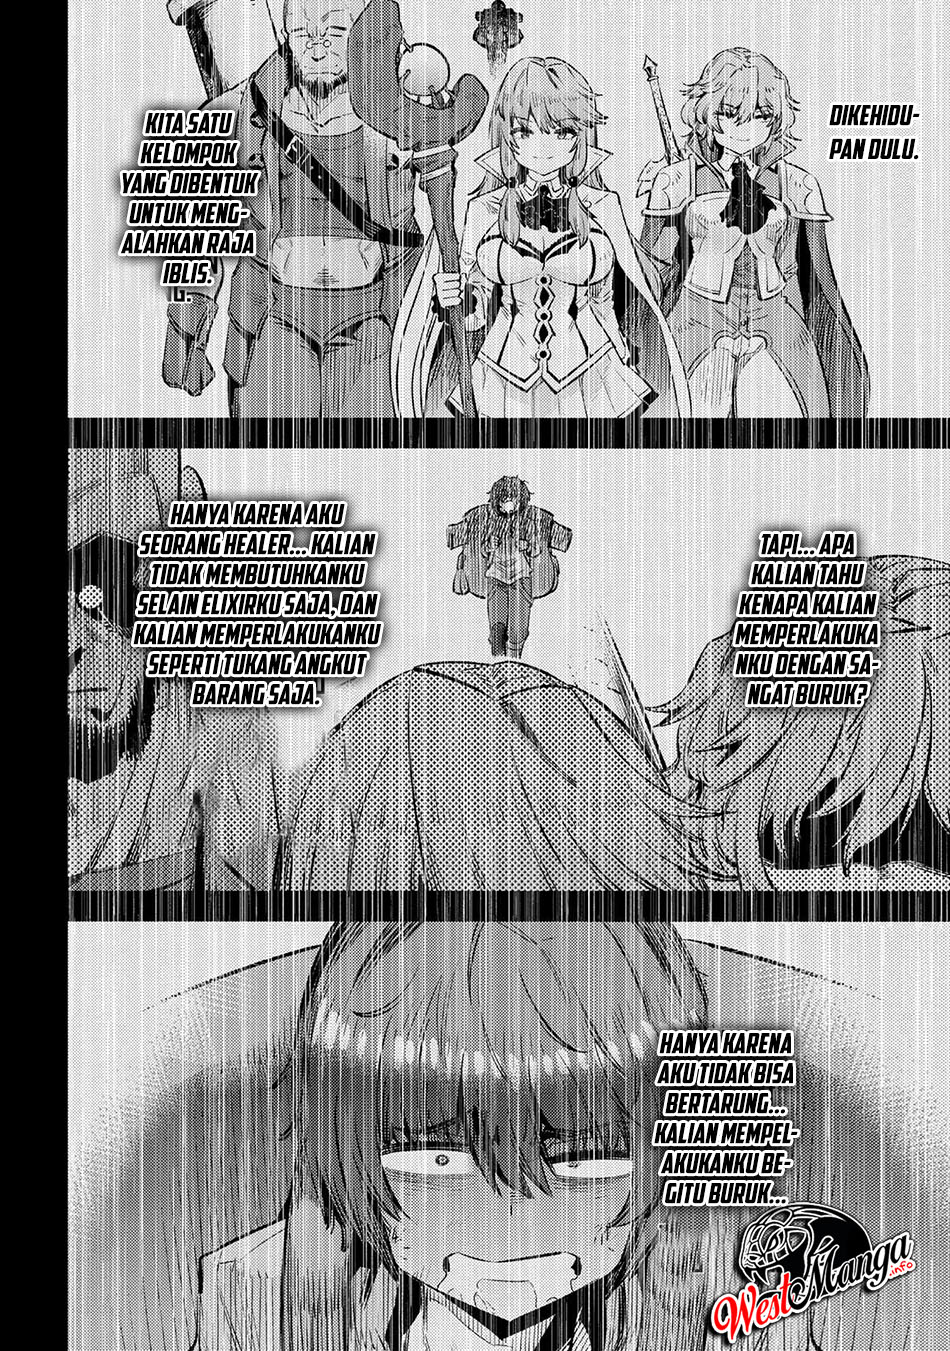 DIKEHIDU-
PAN DULU.
KITA SATU
KELOMPOK
YANG DIBENTUK
UNTUK MENG-
ALAHKAN RAJA
IBLIS.
TAPI... APA
KALIAN TAHU
KENAPA KALIAN
MEMPERLAKUKA
NKU DENGAN SA-
NGAT BURUK?
HANYA KARENA AKU
SEORANG HEALER... KALIAN
TIDAK MEMBUTUHKANKU
SELAIN ELIXIRKU SAJA, DAN
KALIAN MEMPERLAKUKANKU
SEPERTI TUKANG ANGKUT
BARANG SAJA.
HANYA KARENA
AKU TIDAK BISA
BERTARUNG...
KALIAN MEMPEL-
AKUKANKU BE-
GITU BURUK...
WestManga
.info